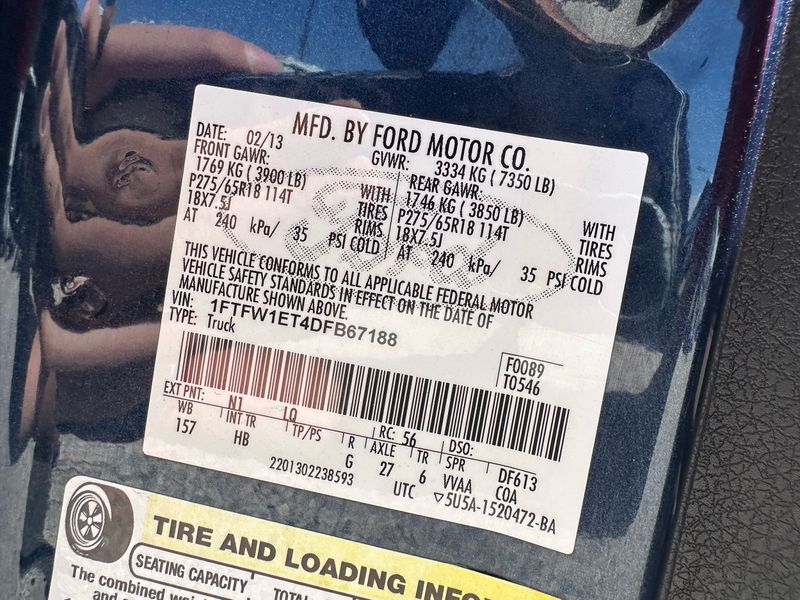 MFD. BY FORD MOTOR CO.
DATE: 02/13 GVWR: 3334 KG ( 7350 LB)
FRONT GAWR: REAR GAWR:
1769 KG ( 3900 LB) WITH 1746 KG ( 3850 LB) WITH
P275/65R18 114T TIRES P275/65R18 114T TIRES
18X7.5J RIMS 18X7.5J RIMS
AT 240 kPa/ 35 PSI COLD AT 240 kPa/ 35 PSI COLD
THIS VEHICLE CONFORMS TO ALL APPLICABLE FEDERAL MOTOR
VEHICLE SAFETY STANDARDS IN EFFECT ON THE DATE OF
MANUFACTURE SHOWN ABOVE.
VIN: 1FTFW1ET4DFB67188
TYPE: Truck
F0089
T0546
EXT PNT: N1 LQ RC: 56 DSO:
WB INT TR TP/PS R AXLE TR SPR DF613
157 HB G 27 6 VVAA COA
2201302238593 UTC ▽5U5A-1520472-BA
TIRE AND LOADING
SEATING CAPACITY
The combined